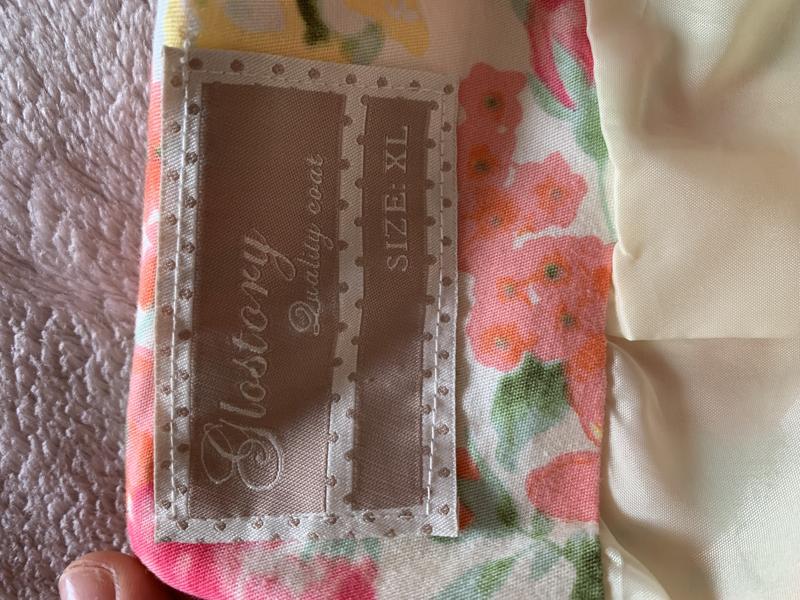 Glostory
Quality coat
SIZE: XL